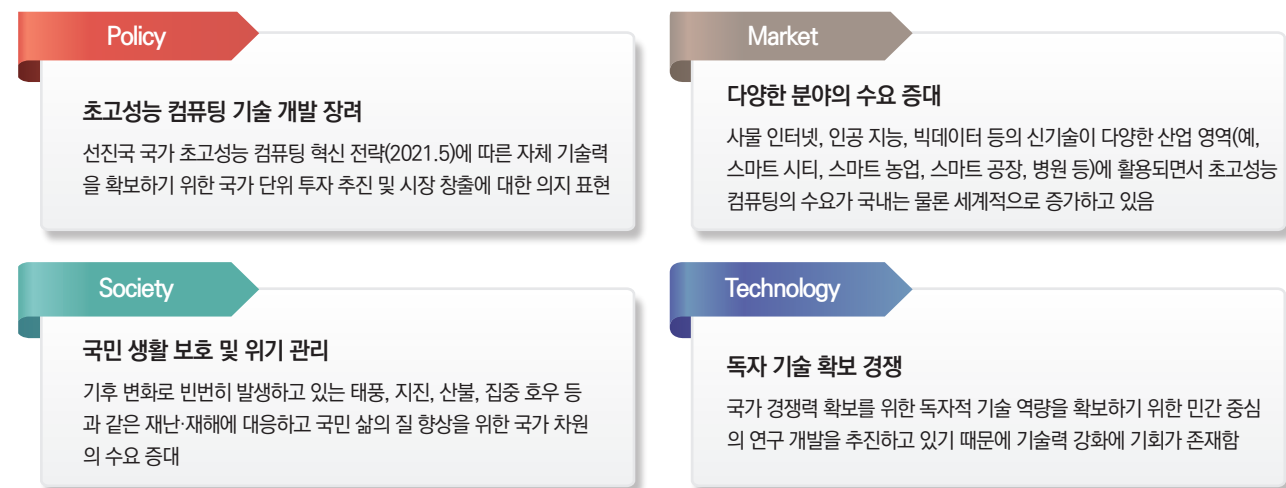 Policy
초고성능 컴퓨팅 기술 개발 장려
선진국 국가 초고성능 컴퓨팅 혁신 전략(2021.5)에 따른 자체 기술력
을 확보하기 위한 국가 단위 투자 추진 및 시장 창출에 대한 의지 표현
Market
다양한 분야의 수요 증대
사물 인터넷, 인공 지능, 빅데이터 등의 신기술이 다양한 산업 영역(예,
스마트 시티, 스마트 농업, 스마트 공장, 병원 등)에 활용되면서 초고성능
컴퓨팅의 수요가 국내는 물론 세계적으로 증가하고 있음
Society
국민 생활 보호 및 위기 관리
기후 변화로 빈번히 발생하고 있는 태풍, 지진, 산불, 집중 호우 등
과 같은 재난·재해에 대응하고 국민 삶의 질 향상을 위한 국가 차원
의 수요 증대
Technology
독자 기술 확보 경쟁
국가 경쟁력 확보를 위한 독자적 기술 역량을 확보하기 위한 민간 중심
의 연구 개발을 추진하고 있기 때문에 기술력 강화에 기회가 존재함